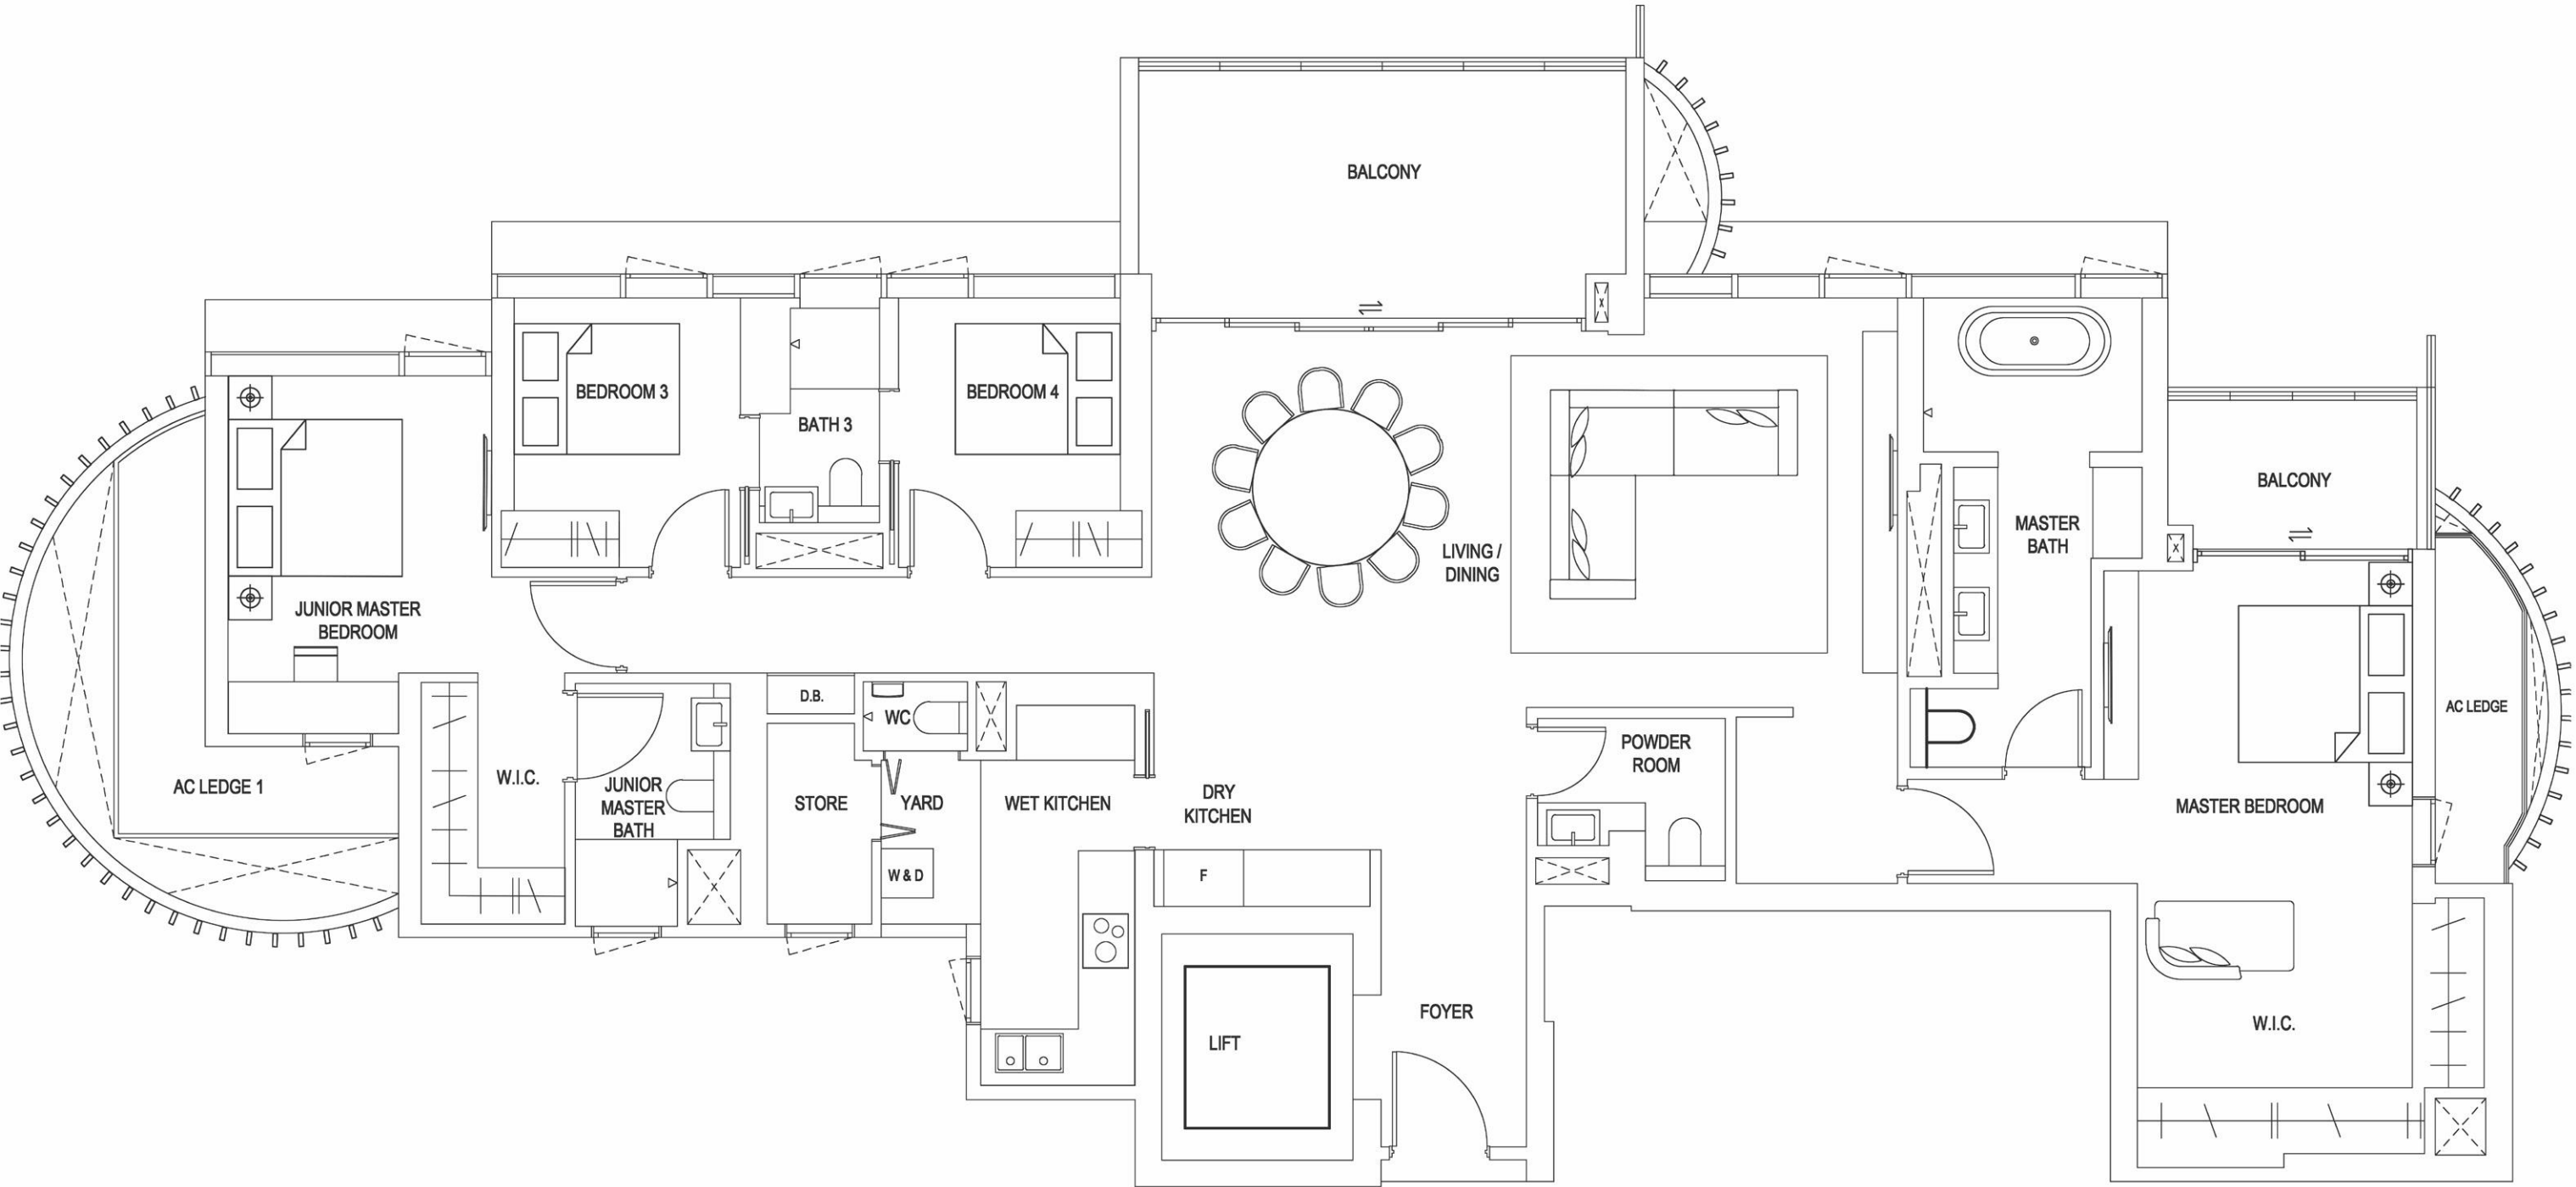 BALCONY
BEDROOM 3
BEDROOM 4
BATH 3
BALCONY
MASTER
BATH
LIVING /
DINING
JUNIOR MASTER
BEDROOM
D.B.
WC
AC LEDGE
POWDER
ROOM
W.I.C.
AC LEDGE 1
JUNIOR
MASTER
BATH
STORE
YARD
WET KITCHEN
DRY
KITCHEN
MASTER BEDROOM
W & D
F
FOYER
LIFT
W.I.C.